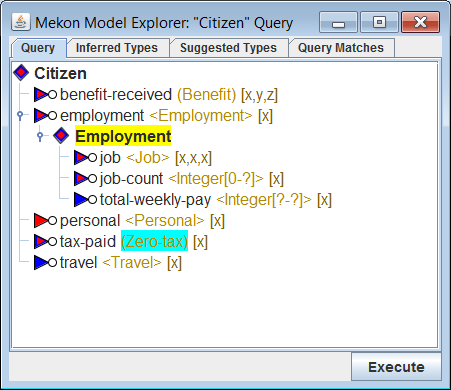 Mekon Model Explorer: "Citizen" Query
Query Inferred Types Suggested Types Query Matches
Citizen
benefit-received (Benefit) [x,y,z]
employment <Employment> [x]
Employment
job <Job> [x,x,x]
job-count <Integer[0-?]> [x]
total-weekly-pay <Integer[?-?]> [x]
personal <Personal> [x]
tax-paid (Zero-tax) [x]
travel <Travel> [x]
Execute